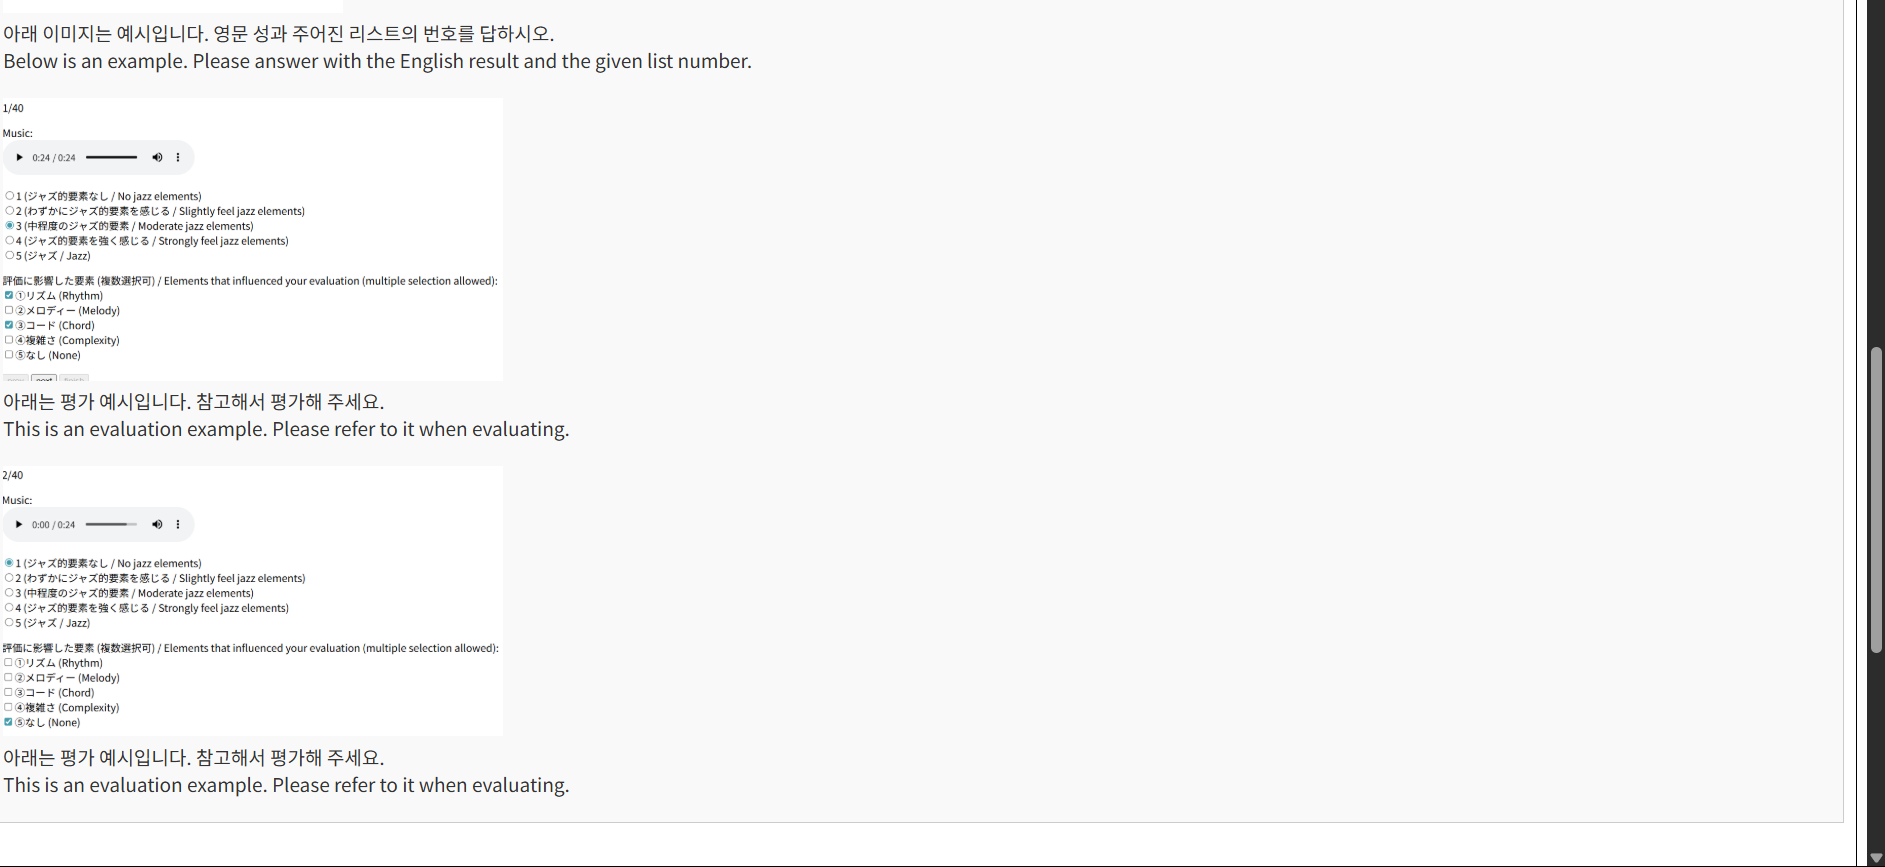 아래 이미지는 예시입니다. 영문 성과 주어진 리스트의 번호를 답하시오.
Below is an example. Please answer with the English result and the given list number.
1/40
Music:
0:24 / 0:24
1 (ジャズ的要素なし / No jazz elements)
2 (わずかにジャズ的要素を感じる / Slightly feel jazz elements)
3 (中程度のジャズ的要素 / Moderate jazz elements)
4 (ジャズ的要素を強く感じる / Strongly feel jazz elements)
5 (ジャズ / Jazz)
評価に影響した要素 (複数選択可) / Elements that influenced your evaluation (multiple selection allowed):
①リズム (Rhythm)
②メロディー (Melody)
③コード (Chord)
④複雑さ (Complexity)
⑤なし (None)
next
아래는 평가 예시입니다. 참고해서 평가해 주세요.
This is an evaluation example. Please refer to it when evaluating.
2/40
Music:
0:00 / 0:24
1 (ジャズ的要素なし / No jazz elements)
2 (わずかにジャズ的要素を感じる / Slightly feel jazz elements)
3 (中程度のジャズ的要素 / Moderate jazz elements)
4 (ジャズ的要素を強く感じる / Strongly feel jazz elements)
5 (ジャズ / Jazz)
評価に影響した要素 (複数選択可) / Elements that influenced your evaluation (multiple selection allowed):
①リズム (Rhythm)
②メロディー (Melody)
③コード (Chord)
④複雑さ (Complexity)
⑤なし (None)
아래는 평가 예시입니다. 참고해서 평가해 주세요.
This is an evaluation example. Please refer to it when evaluating.